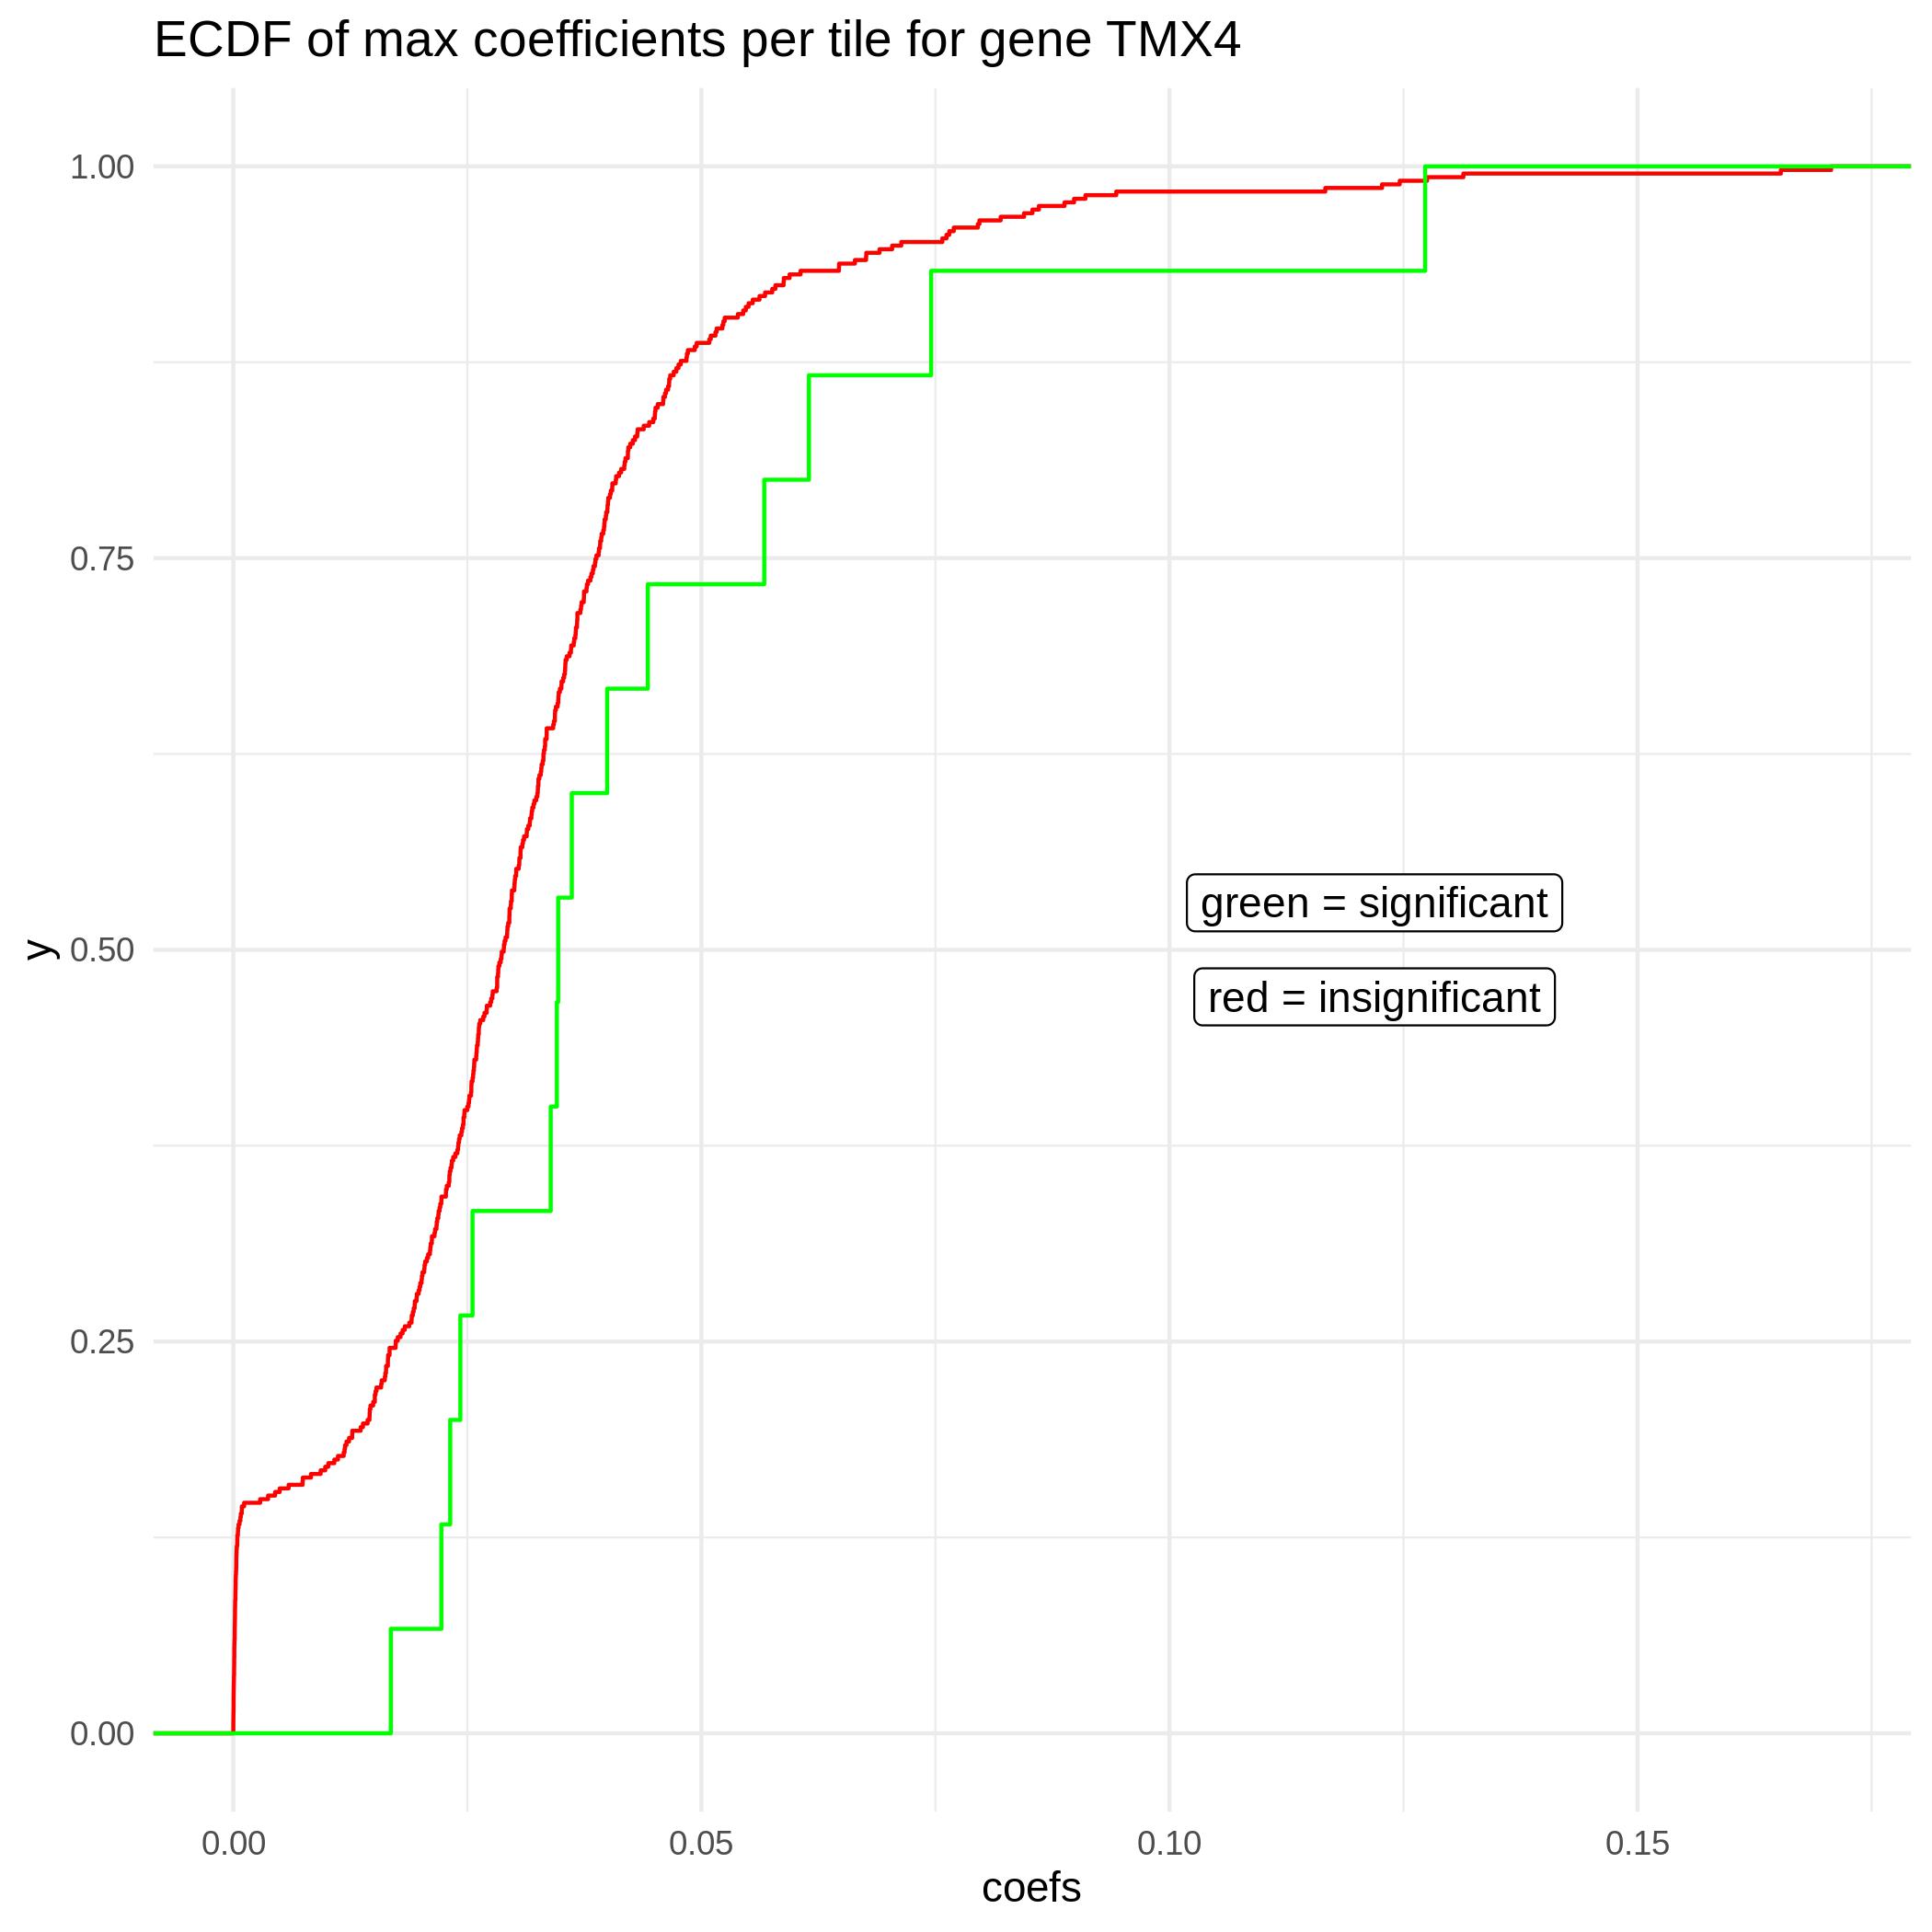 ECDF of max coefficients per tile for gene TMX4
1.00
0.75
0.50
0.25
0.00
y
green = significant
red = insignificant
0.00 0.05 0.10 0.15
coefs